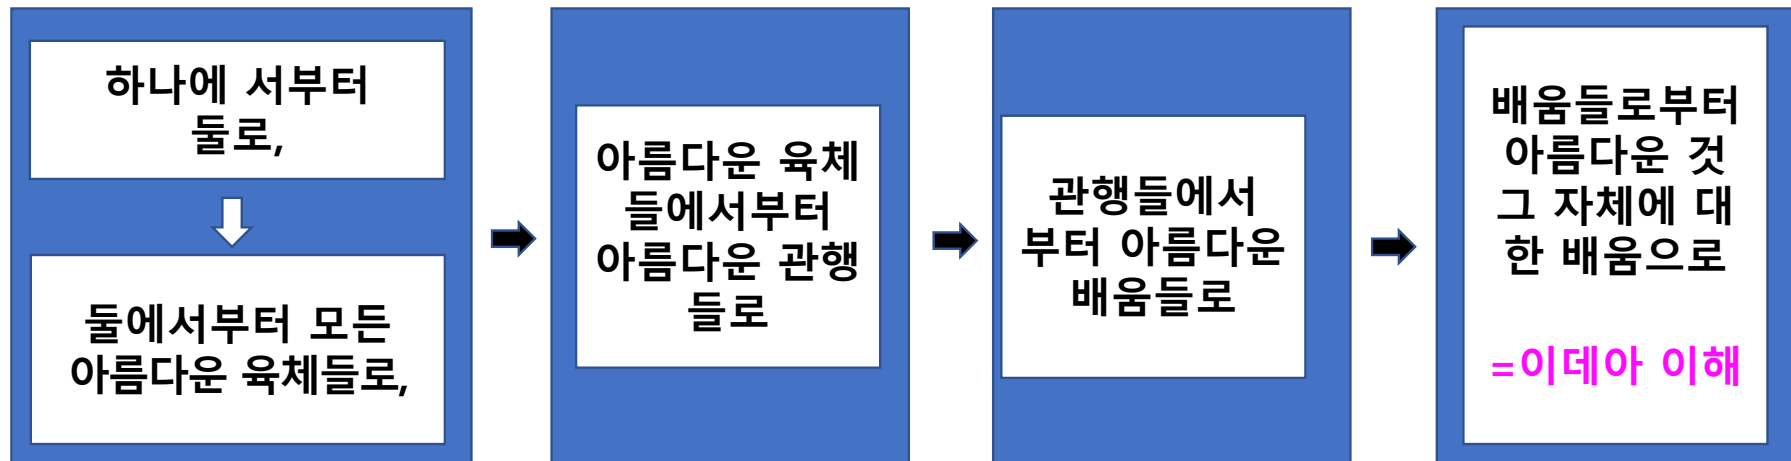 하나에 서부터
둘로,
둘에서부터 모든
아름다운 육체들로,
아름다운 육체
들에서부터
아름다운 관행
들로
관행들에서
부터 아름다운
배움들로
배움들로부터
아름다운 것
그 자체에 대
한 배움으로
=이데아 이해